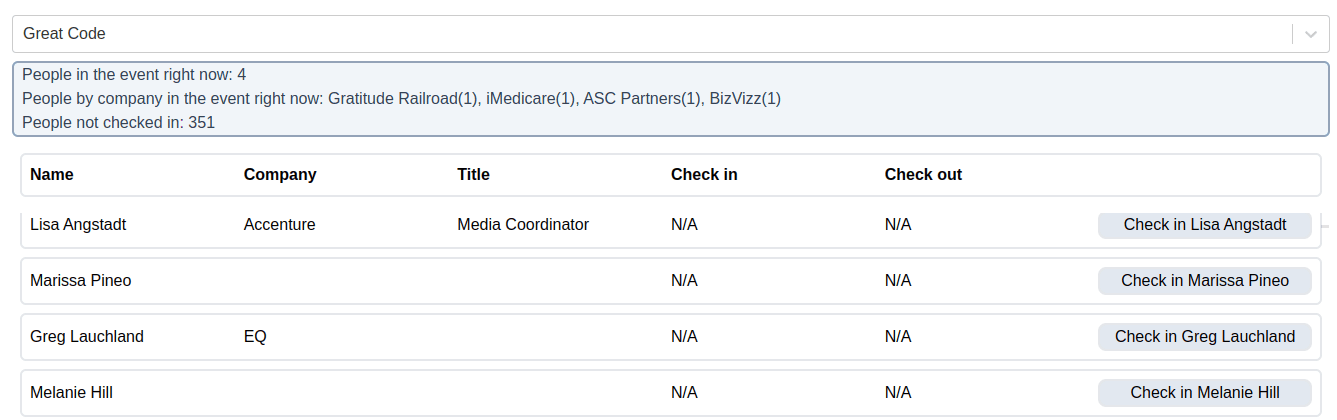 Great Code
People in the event right now: 4
People by company in the event right now: Gratitude Railroad(1), iMedicare(1), ASC Partners(1), BizVizz(1)
People not checked in: 351
Name Company Title Check in Check out
Lisa Angstadt Accenture Media Coordinator N/A N/A Check in Lisa Angstadt
Marissa Pineo N/A N/A Check in Marissa Pineo
Greg Lauchland EQ N/A N/A Check in Greg Lauchland
Melanie Hill N/A N/A Check in Melanie Hill